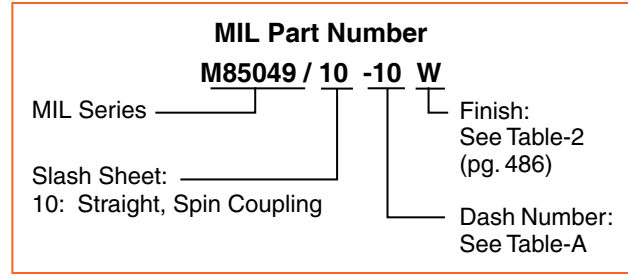 MIL Part Number
M85049 / 10 -10 W
MIL Series
Finish:
See Table-2
(pg. 486)
Slash Sheet:
10: Straight, Spin Coupling
Dash Number:
See Table-A